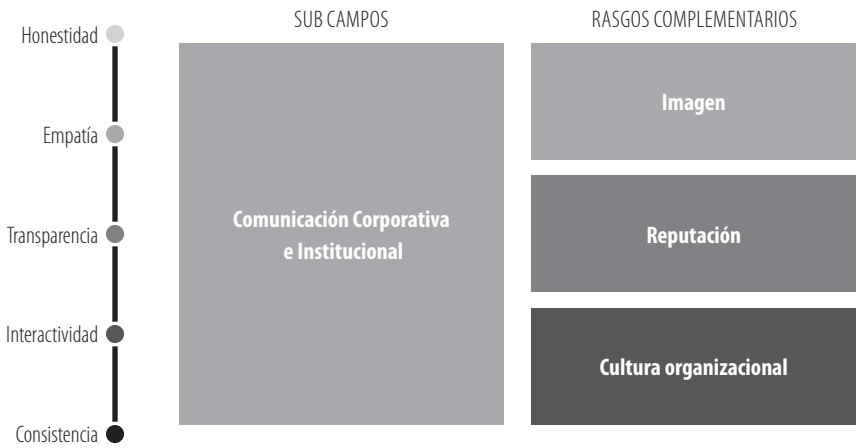 Honestidad
Empatía
Transparencia
Interactividad
Consistencia
SUB CAMPOS
Comunicación Corporativa
e Institucional
RASGOS COMPLEMENTARIOS
Imagen
Reputación
Cultura organizacional